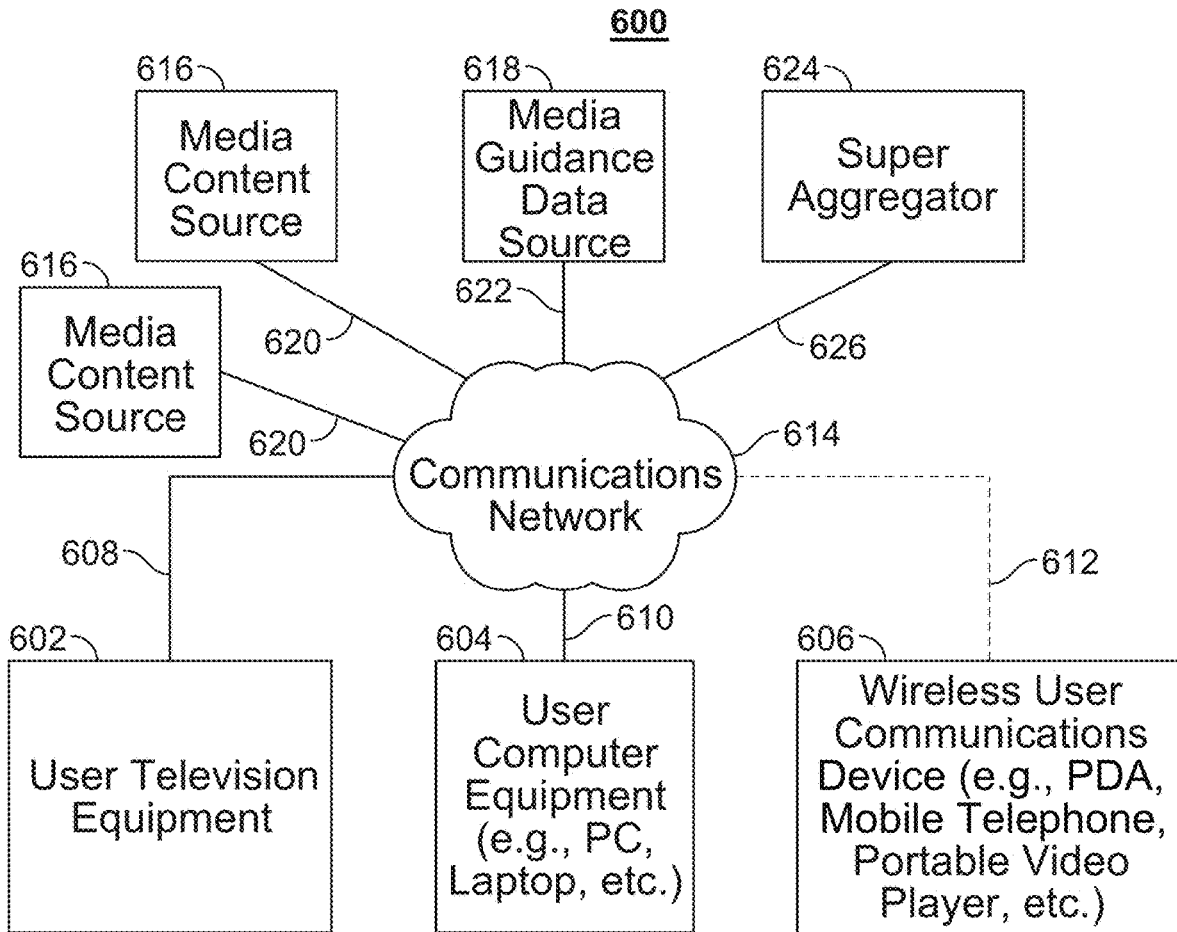 600
616
Media
Content
Source
618
Media
Guidance
Data
Source
624
Super
Aggregator
616
Media
Content
Source
620
622
626
620
614
Communications
Network
608
610
612
602
User Television
Equipment
604
User
Computer
Equipment
(e.g., PC,
Laptop, etc.)
606
Wireless User
Communications
Device (e.g., PDA,
Mobile Telephone,
Portable Video
Player, etc.)